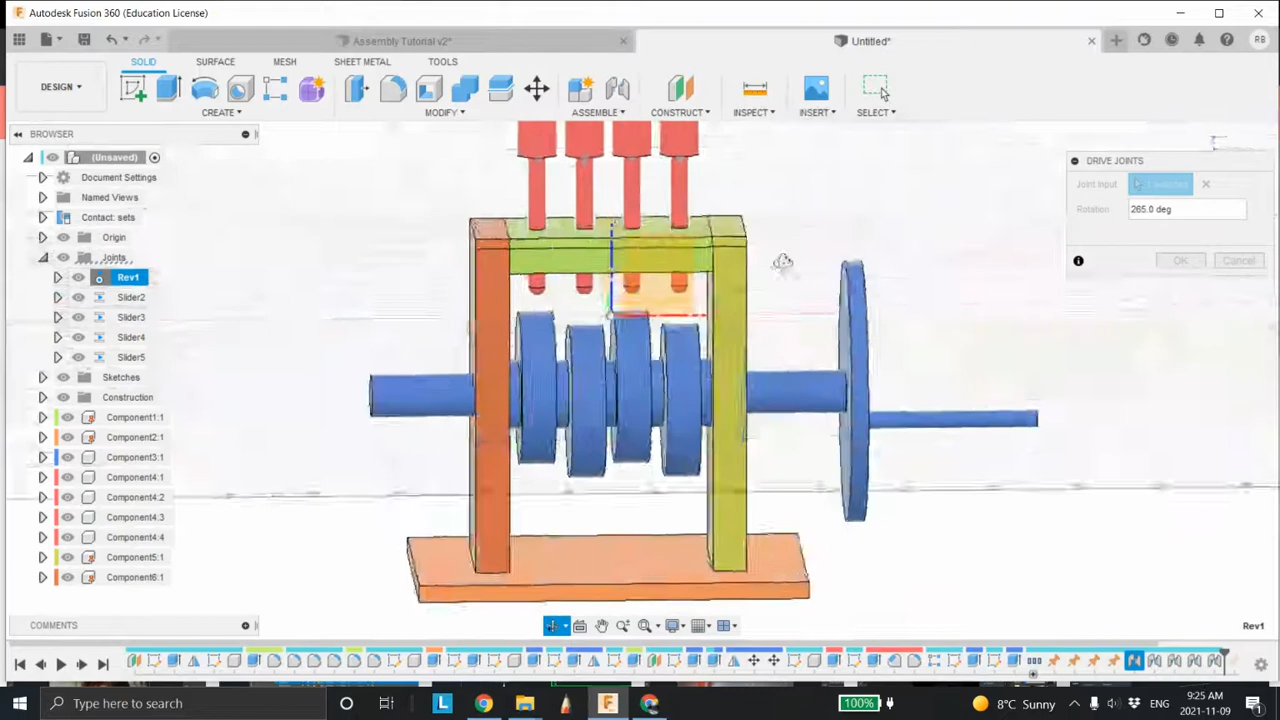 Autodesk Fusion 360 (Education License)
Assembly Tutorial v2*
Untitled*
RB
DESIGN
SOLID
SURFACE
MESH
SHEET METAL
TOOLS
CREATE
MODIFY
ASSEMBLE
CONSTRUCT
INSPECT
INSERT
SELECT
BROWSER
(Unsaved)
Document Settings
Named Views
Contact: sets
Origin
Joints
Rev1
Slider2
Slider3
Slider4
Slider5
Sketches
Construction
Component1:1
Component2:1
Component3:1
Component4:1
Component4:2
Component4:3
Component4:4
Component5:1
Component6:1
DRIVE JOINTS
Joint Input
1 selected
Rotation
265.0 deg
OK
Cancel
COMMENTS
Rev1
Type here to search
100%
8°C Sunny
ENG
9:25 AM
2021-11-09